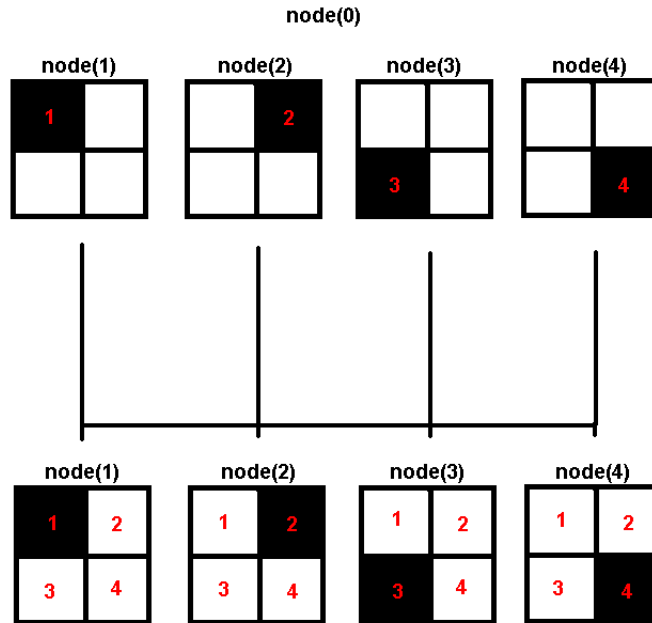 node(0)
node(1) node(2) node(3) node(4)
1 2
3 4
node(1) node(2) node(3) node(4)
1 2 1 2 1 2 1 2
3 4 3 4 3 4 3 4